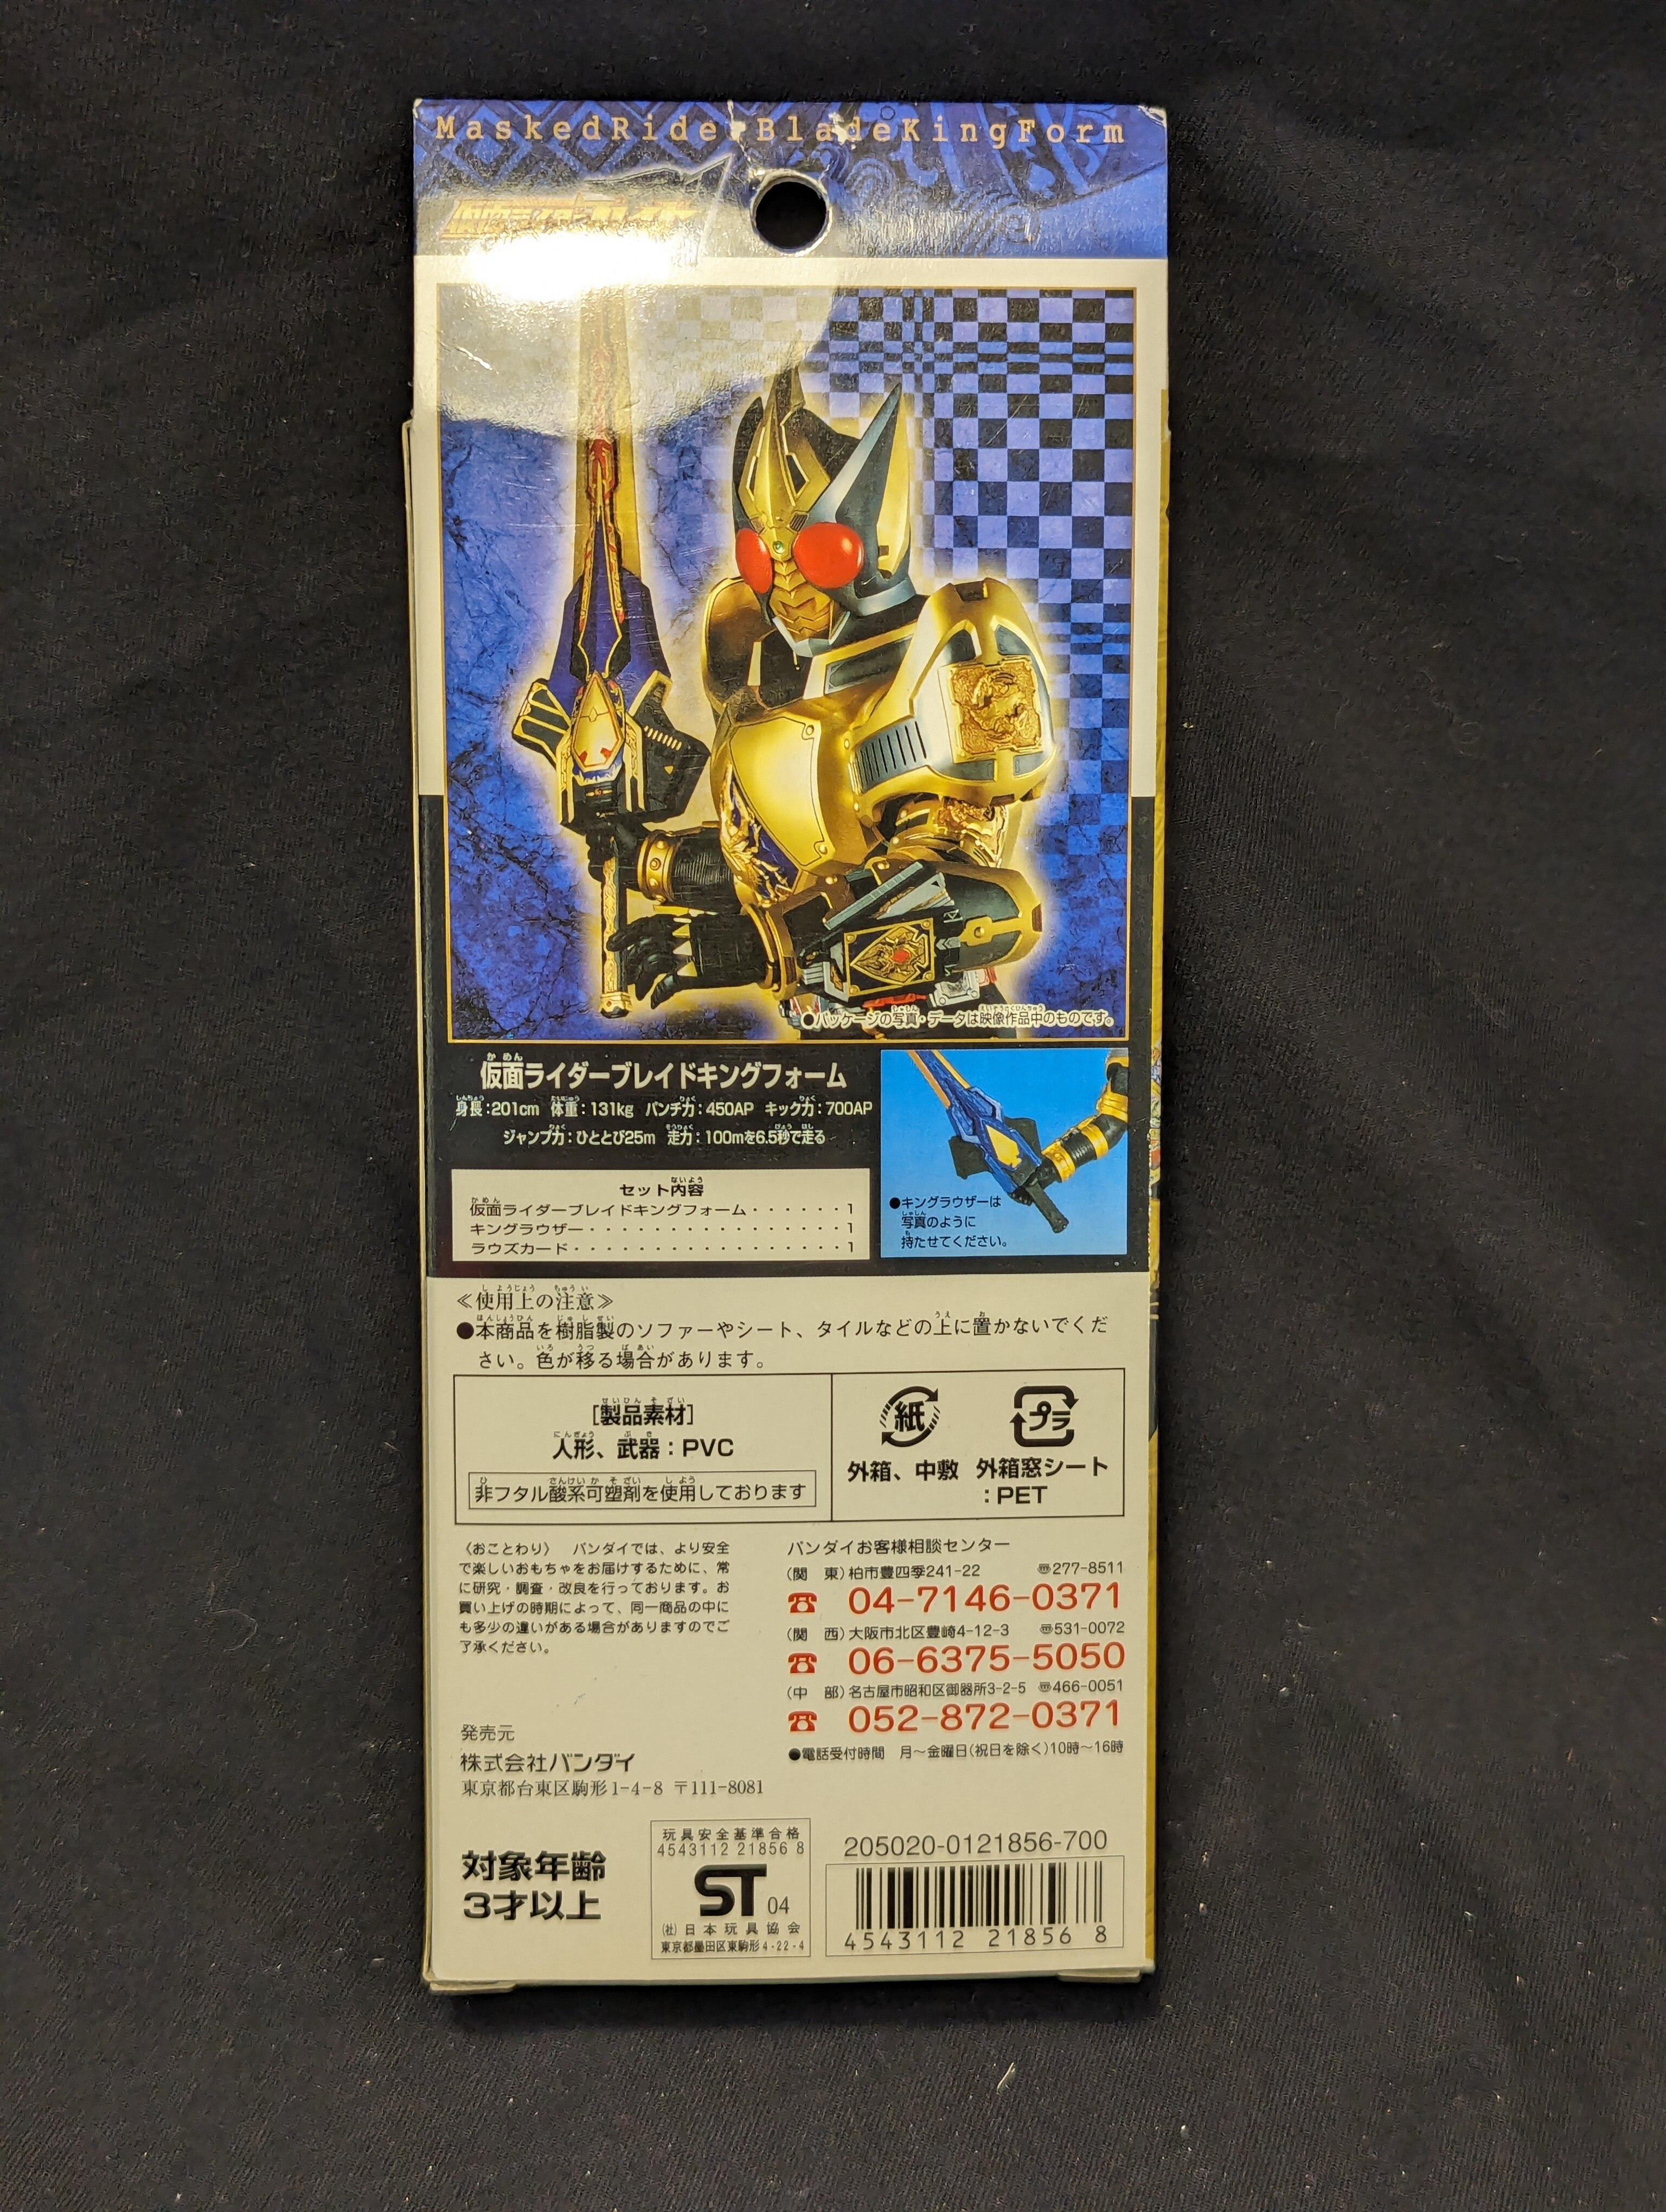 MaskedRider BladeKingForm
仮面ライダー
●パッケージの写真・データは映像作品中のものです。
仮面ライダーブレイドキングフォーム
身長:201cm 体重:131kg パンチ力:450AP キック力:700AP
ジャンプ力:ひととび25m 走力:100mを6.5秒で走る
セット内容
仮面ライダーブレイドキングフォーム・・・・・・1
キングラウザー・・・・・・・・・・・・・・・・1
ラウズカード・・・・・・・・・・・・・・・・・1
●キングラウザーは
写真のように
持たせてください。
≪使用上の注意≫
●本商品を樹脂製のソファーやシート、タイルなどの上に置かないでくだ
さい。色が移る場合があります。
[製品素材]
人形、武器:PVC
非フタル酸系可塑剤を使用しております
紙
外箱、中敷
プラ
外箱窓シート
:PET
〈おことわり〉 バンダイでは、より安全
で楽しいおもちゃをお届けするために、常
に研究・調査・改良を行っております。お
買い上げの時期によって、同一商品の中に
も多少の違いがある場合がありますのでご
了承ください。
バンダイお客様相談センター
(関 東)柏市豊四季241-22 〠277-8511
☎ 04-7146-0371
(関 西)大阪市北区豊崎4-12-3 〠531-0072
☎ 06-6375-5050
(中 部)名古屋市昭和区御器所3-2-5 〠466-0051
☎ 052-872-0371
●電話受付時間 月〜金曜日(祝日を除く)10時〜16時
発売元
株式会社バンダイ
東京都台東区駒形1-4-8 〒111-8081
対象年齢
3才以上
玩具安全基準合格
4543112 21856 8
ST 04
(社)日本玩具協会
東京都墨田区東駒形4-22-4
205020-0121856-700
4543112 21856 8